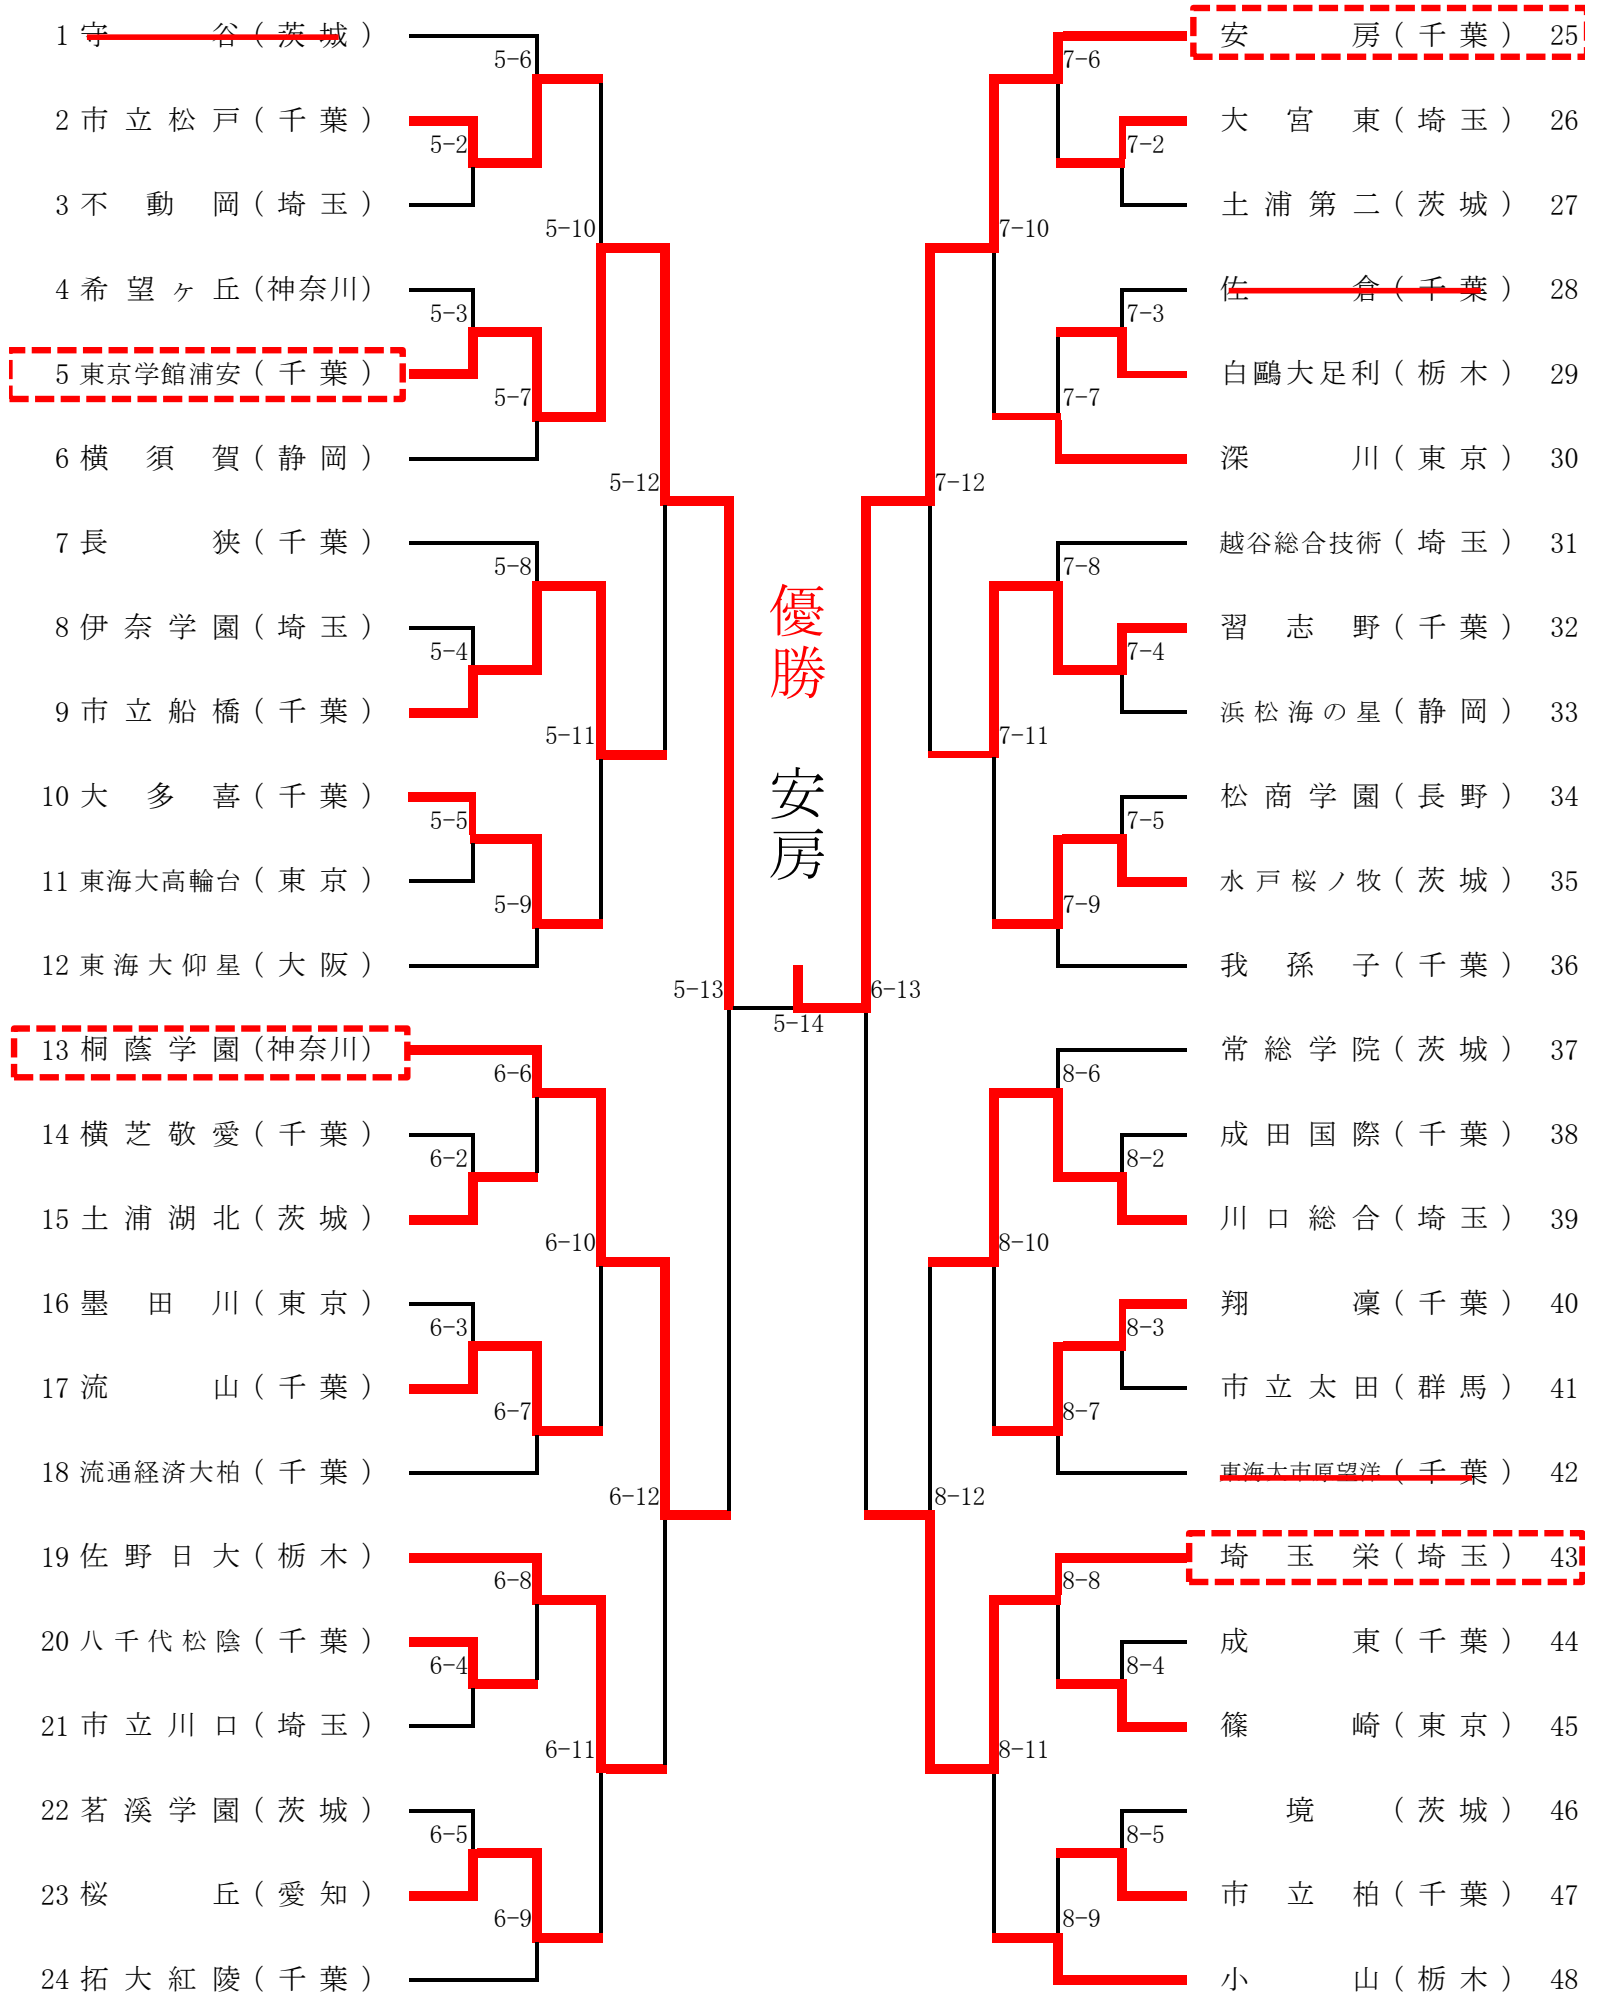 1 守谷(茨城)
5-6
2 市立松戸(千葉)
5-2
3 不動岡(埼玉)
5-10
4 希望ヶ丘(神奈川)
5-3
5 東京学館浦安(千葉)
5-7
6 横須賀(静岡)
5-12
7 長狭(千葉)
5-8
8 伊奈学園(埼玉)
5-4
9 市立船橋(千葉)
5-11
10 大多喜(千葉)
5-5
11 東海大高輪台(東京)
5-9
12 東海大仰星(大阪)
5-13
13 桐蔭学園(神奈川)
6-6
14 横芝敬愛(千葉)
6-2
15 土浦湖北(茨城)
6-10
16 墨田川(東京)
6-3
17 流山(千葉)
6-7
18 流通経済大柏(千葉)
6-12
19 佐野日大(栃木)
6-8
20 八千代松陰(千葉)
6-4
21 市立川口(埼玉)
6-11
22 茗溪学園(茨城)
6-5
23 桜丘(愛知)
6-9
24 拓大紅陵(千葉)
優勝 安房
5-14
安房(千葉) 25
7-6
大宮東(埼玉) 26
7-2
土浦第二(茨城) 27
7-10
佐倉(千葉) 28
7-3
白鷗大足利(栃木) 29
7-7
深川(東京) 30
7-12
越谷総合技術(埼玉) 31
7-8
習志野(千葉) 32
7-4
浜松海の星(静岡) 33
7-11
松商学園(長野) 34
7-5
水戸桜ノ牧(茨城) 35
7-9
我孫子(千葉) 36
6-13
常総学院(茨城) 37
8-6
成田国際(千葉) 38
8-2
川口総合(埼玉) 39
8-10
翔凜(千葉) 40
8-3
市立太田(群馬) 41
8-7
東海大市原望洋(千葉) 42
8-12
埼玉栄(埼玉) 43
8-8
成東(千葉) 44
8-4
篠崎(東京) 45
8-11
境(茨城) 46
8-5
市立柏(千葉) 47
8-9
小山(栃木) 48